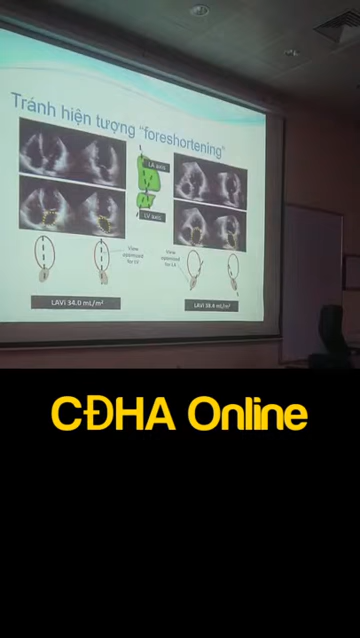 Tránh hiện tượng "foreshortening"
LA axis
LV axis
View
optimized
for LV
View
optimized
for LA
LAVi 34.0 mL/m²
CĐHA Online